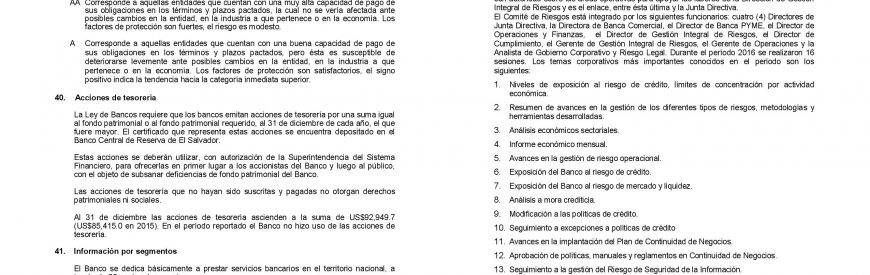 AA Corresponde a aquellas entidades que cuentan con una muy alta capacidad de pago de
sus obligaciones en los términos y plazos pactados, la cual no se vería afectada ante
posibles cambios en la entidad, en la industria a que pertenece o en la economía. Los
factores de protección son fuertes, el riesgo es modesto.
A Corresponde a aquellas entidades que cuentan con una buena capacidad de pago de
sus obligaciones en los términos y plazos pactados, pero ésta es susceptible de
deteriorarse levemente ante posibles cambios en la entidad, en la industria a que
pertenece o en la economía. Los factores de protección son satisfactorios, el signo
positivo indica la tendencia hacia la categoría inmediata superior.
40. Acciones de tesorería
La Ley de Bancos requiere que los bancos emitan acciones de tesorería por una suma igual
al fondo patrimonial o al fondo patrimonial requerido, al 31 de diciembre de cada año, el que
fuere mayor. El certificado que representa estas acciones se encuentra depositado en el
Banco Central de Reserva de El Salvador.
Estas acciones se deberán utilizar, con autorización de la Superintendencia del Sistema
Financiero, para ofrecerlas en primer lugar a los accionistas del Banco y luego al público,
con el objeto de subsanar deficiencias de fondo patrimonial del Banco.
Las acciones de tesorería que no hayan sido suscritas y pagadas no otorgan derechos
patrimoniales ni sociales.
Al 31 de diciembre las acciones de tesorería ascienden a la suma de US$92,949.7
(US$85,415.0 en 2015). En el período reportado el Banco no hizo uso de las acciones de
tesorería.
41. Información por segmentos
El Banco se dedica básicamente a prestar servicios bancarios en el territorio nacional, a
Integral de Riesgos y es el enlace, entre ésta última y la Junta Directiva.
El Comité de Riesgos está integrado por los siguientes funcionarios: cuatro (4) Directores de
Junta Directiva, la Directora de Banca Comercial, el Director de Banca PYME, el Director de
Operaciones y Finanzas, el Director de Gestión Integral de Riesgos, el Director de
Cumplimiento, el Gerente de Gestión Integral de Riesgos, el Gerente de Operaciones y la
Analista de Gobierno Corporativo y Riesgo Legal. Durante el período 2016 se realizaron 16
sesiones. Los temas corporativos más importantes conocidos en el período son los
siguientes:
1. Niveles de exposición al riesgo de crédito, límites de concentración por actividad
económica.
2. Resumen de avances en la gestión de los diferentes tipos de riesgos, metodologías y
herramientas desarrolladas.
3. Análisis económicos sectoriales.
4. Informe económico mensual.
5. Avances en la gestión de riesgo operacional.
6. Exposición del Banco al riesgo de crédito.
7. Exposición del Banco al riesgo de mercado y liquidez.
8. Análisis a mora crediticia.
9. Modificación a las políticas de crédito.
10. Seguimiento a excepciones a políticas de crédito
11. Avances en la implantación del Plan de Continuidad de Negocios.
12. Aprobación de políticas, manuales y reglamentos en Continuidad de Negocios.
13. Seguimiento a la gestión del Riesgo de Seguridad de la Información.